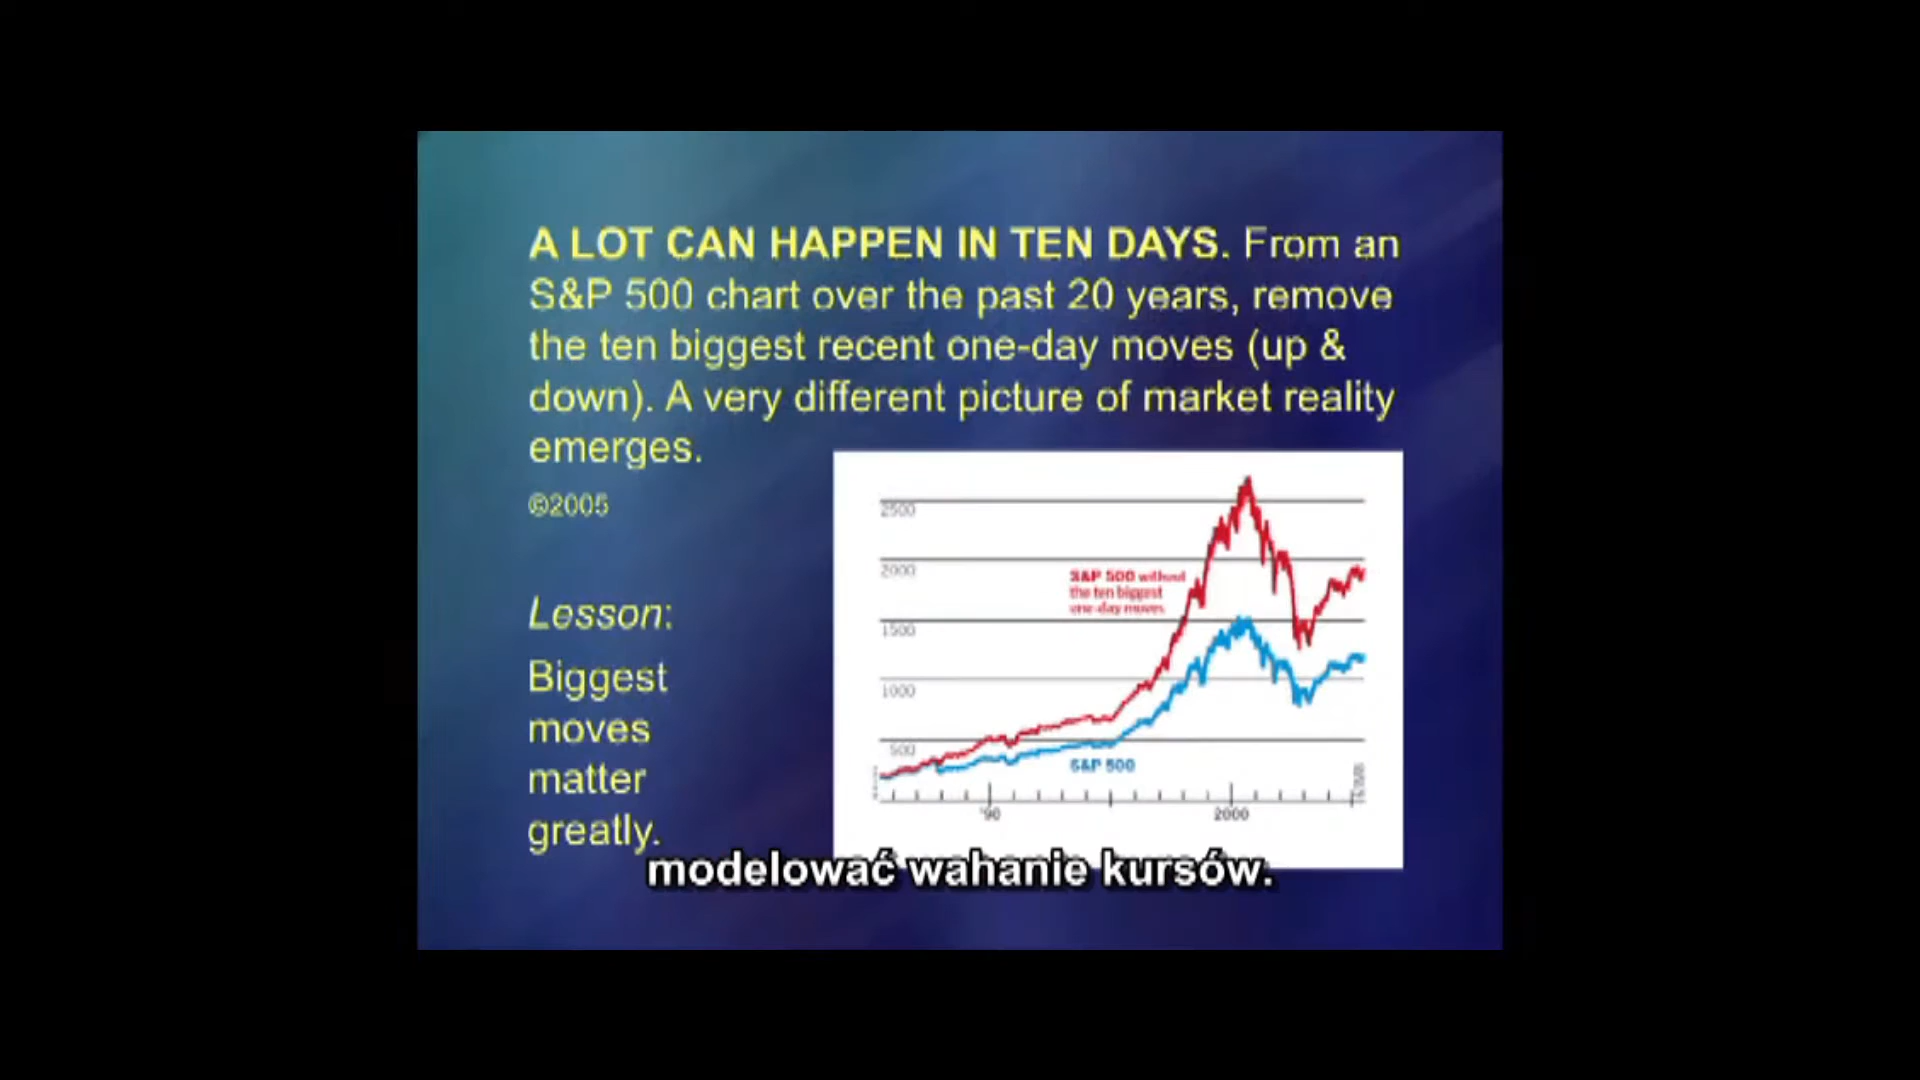 A LOT CAN HAPPEN IN TEN DAYS. From an
S&P 500 chart over the past 20 years, remove
the ten biggest recent one-day moves (up &
down). A very different picture of market reality
emerges.
©2005
Lesson:
Biggest
moves
matter
greatly.
2500
2000
S&P 500 without
the ten biggest
one-day moves.
1500
1000
500
S&P 500
'90
2000
modelować wahanie kursów.